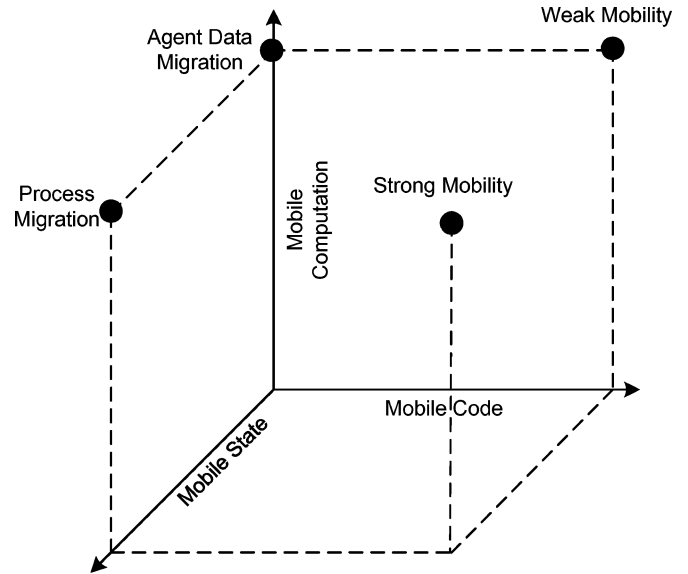 Weak Mobility
Agent Data
Migration
Process
Migration
Strong Mobility
Mobile
Computation
Mobile Code
Mobile State